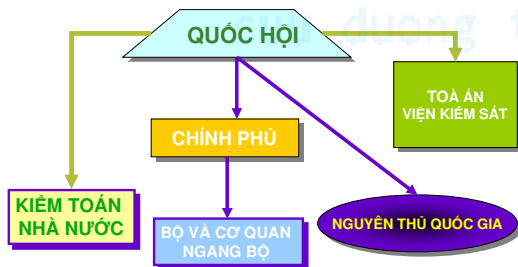 QUỐC HỘI
TOÀ ÁN
VIỆN KIỂM SÁT
CHÍNH PHỦ
KIỂM TOÁN
NHÀ NƯỚC
BỘ VÀ CƠ QUAN
NGANG BỘ
NGUYÊN THỦ QUỐC GIA